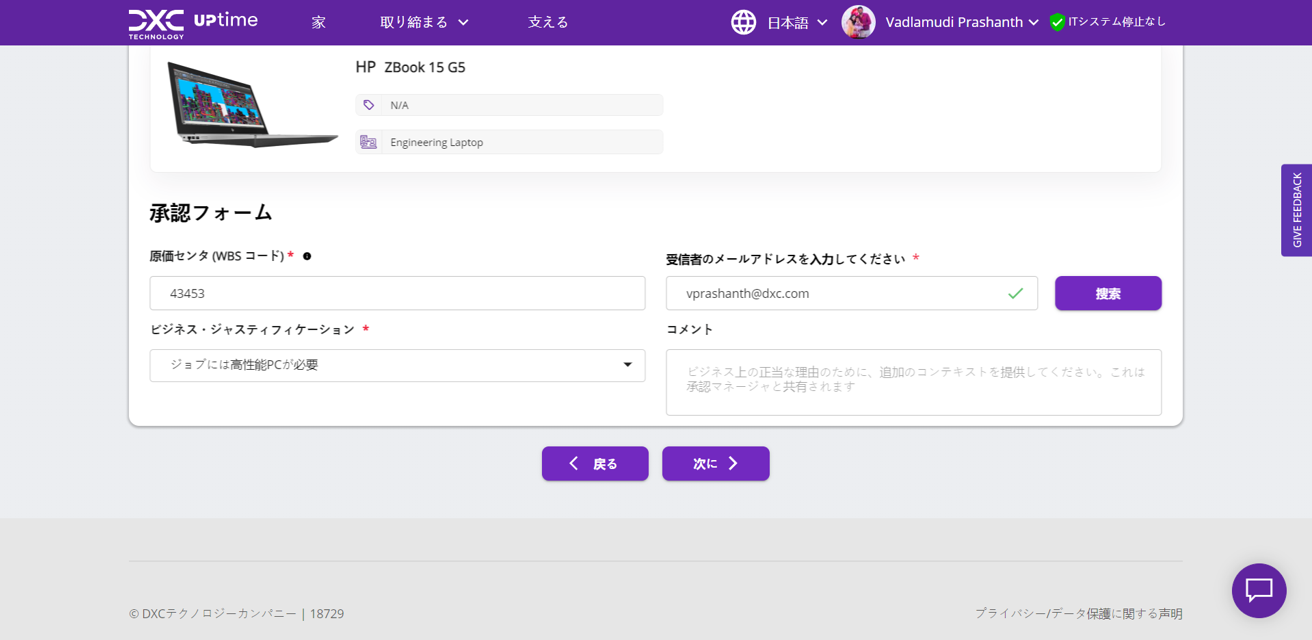 DXC TECHNOLOGY UPtime 家 取り締まる 支える 日本語 Vadlamudi Prashanth ITシステム停止なし
HP ZBook 15 G5
N/A
Engineering Laptop
GIVE FEEDBACK
承認フォーム
原価センタ (WBS コード) *
受信者のメールアドレスを入力してください *
43453
vprashanth@dxc.com
捜索
ビジネス・ジャスティフィケーション *
コメント
ジョブには高性能PCが必要
ビジネス上の正当な理由のために、追加のコンテキストを提供してください。これは
承認マネージャと共有されます
戻る 次に
© DXCテクノロジーカンパニー | 18729
プライバシー/データ保護に関する声明